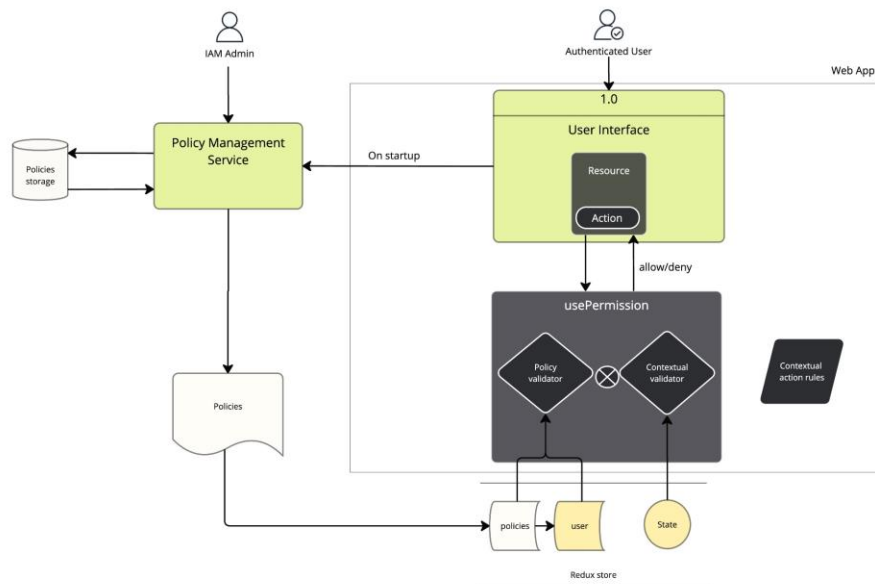 IAM Admin
Authenticated User
Web App
1.0
User Interface
Policy Management
Service
On startup
Policies
storage
Resource
Action
allow/deny
usePermission
Policy
validator
Contextual
validator
Contextual
action rules
Policies
policies
user
State
Redux store